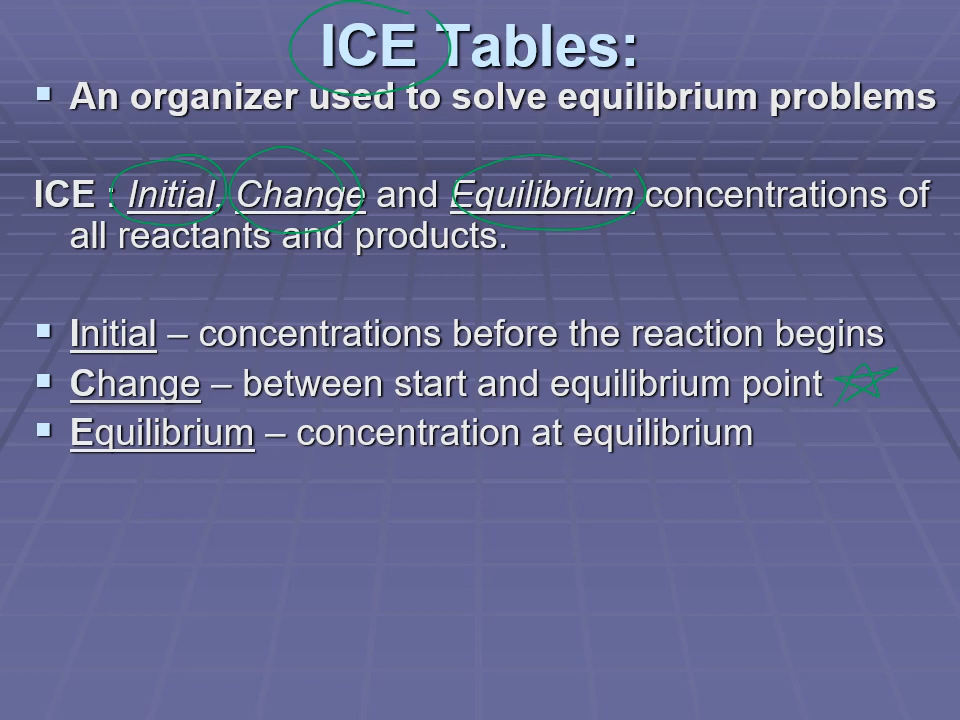 ICE Tables:
An organizer used to solve equilibrium problems
ICE : Initial, Change and Equilibrium concentrations of
all reactants and products.
Initial – concentrations before the reaction begins
Change – between start and equilibrium point
Equilibrium – concentration at equilibrium